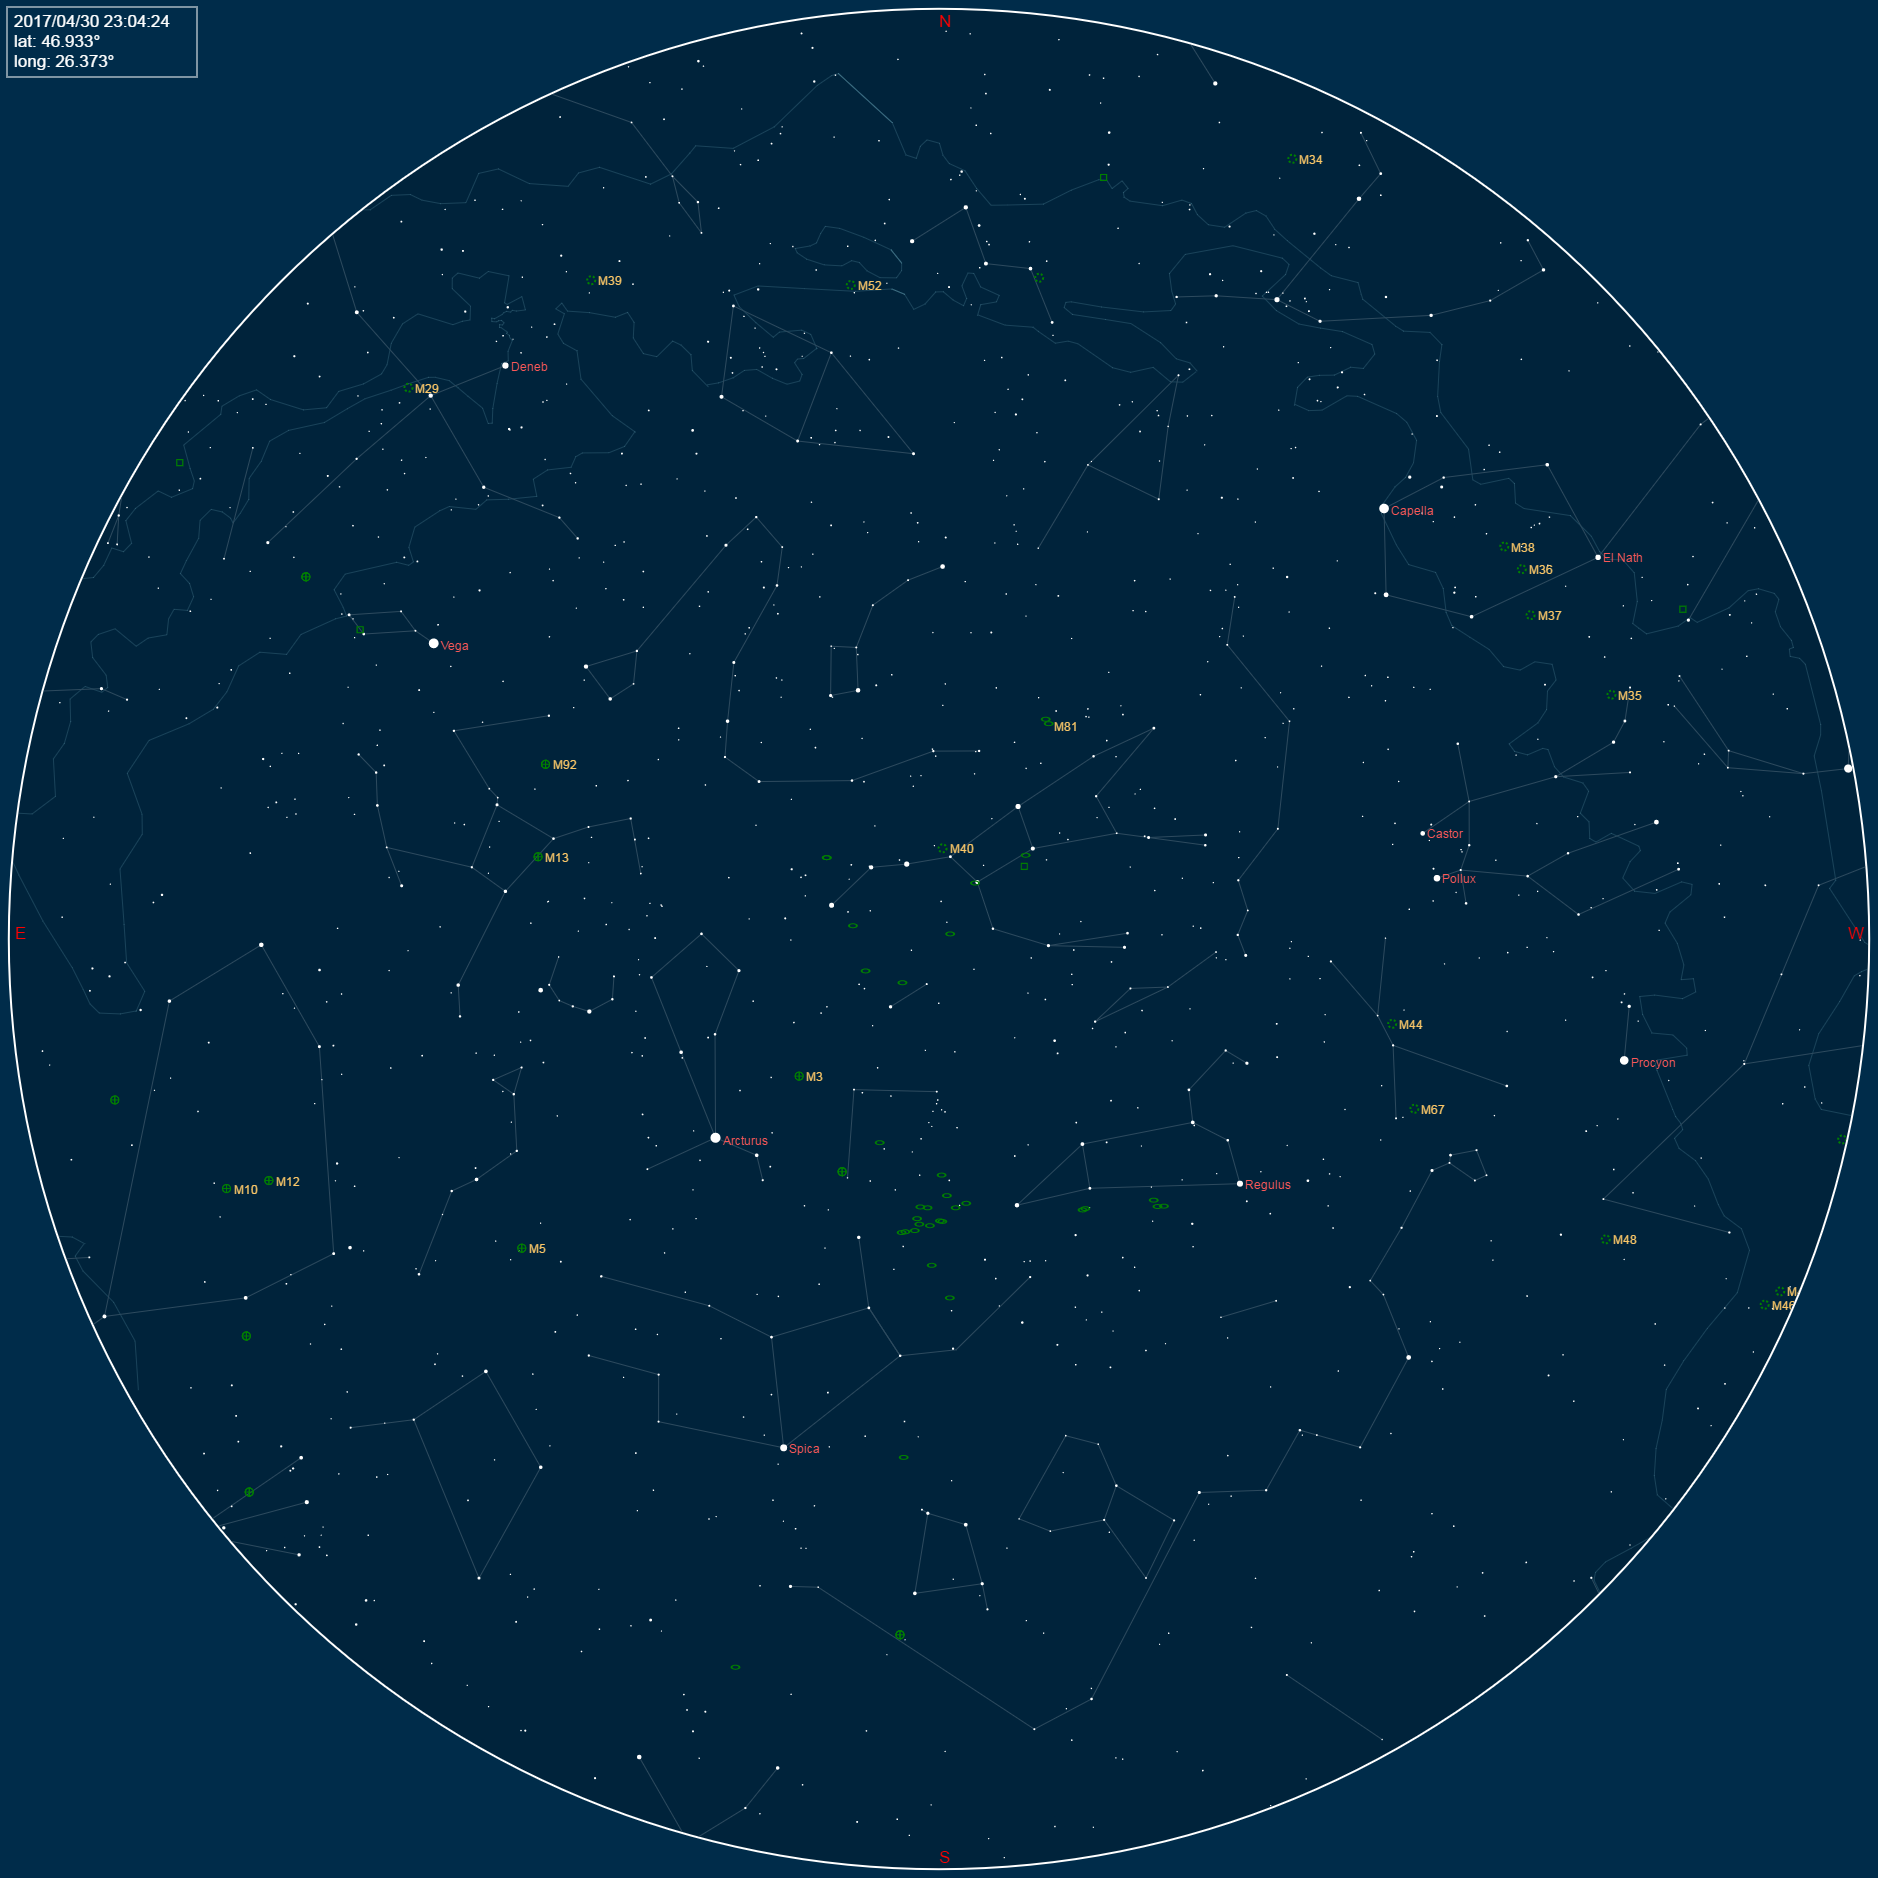 2017/04/30 23:04:24
lat: 46.933°
long: 26.373°
N
M34
M39
M52
Deneb
M29
Capella
M38
El Nath
M36
M37
Vega
M35
M81
M92
Castor
M40
M13
Pollux
E
W
M44
Procyon
M3
M67
Arcturus
M12
Regulus
M10
M48
M5
M
M46
Spica
S